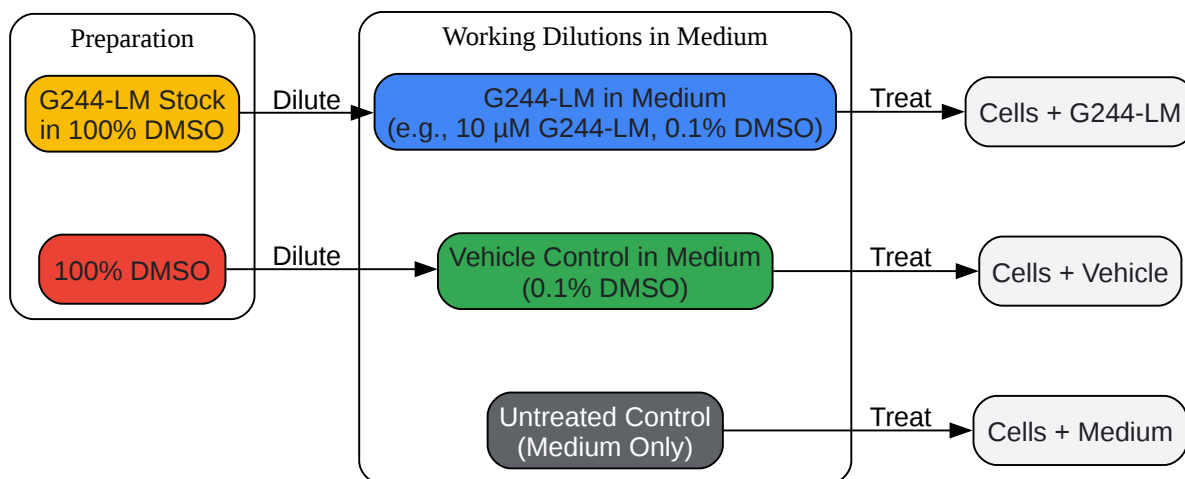 Preparation
Working Dilutions in Medium
G244-LM Stock
in 100% DMSO
Dilute
G244-LM in Medium
(e.g., 10 µM G244-LM, 0.1% DMSO)
Treat
Cells + G244-LM
100% DMSO
Dilute
Vehicle Control in Medium
(0.1% DMSO)
Treat
Cells + Vehicle
Untreated Control
(Medium Only)
Treat
Cells + Medium